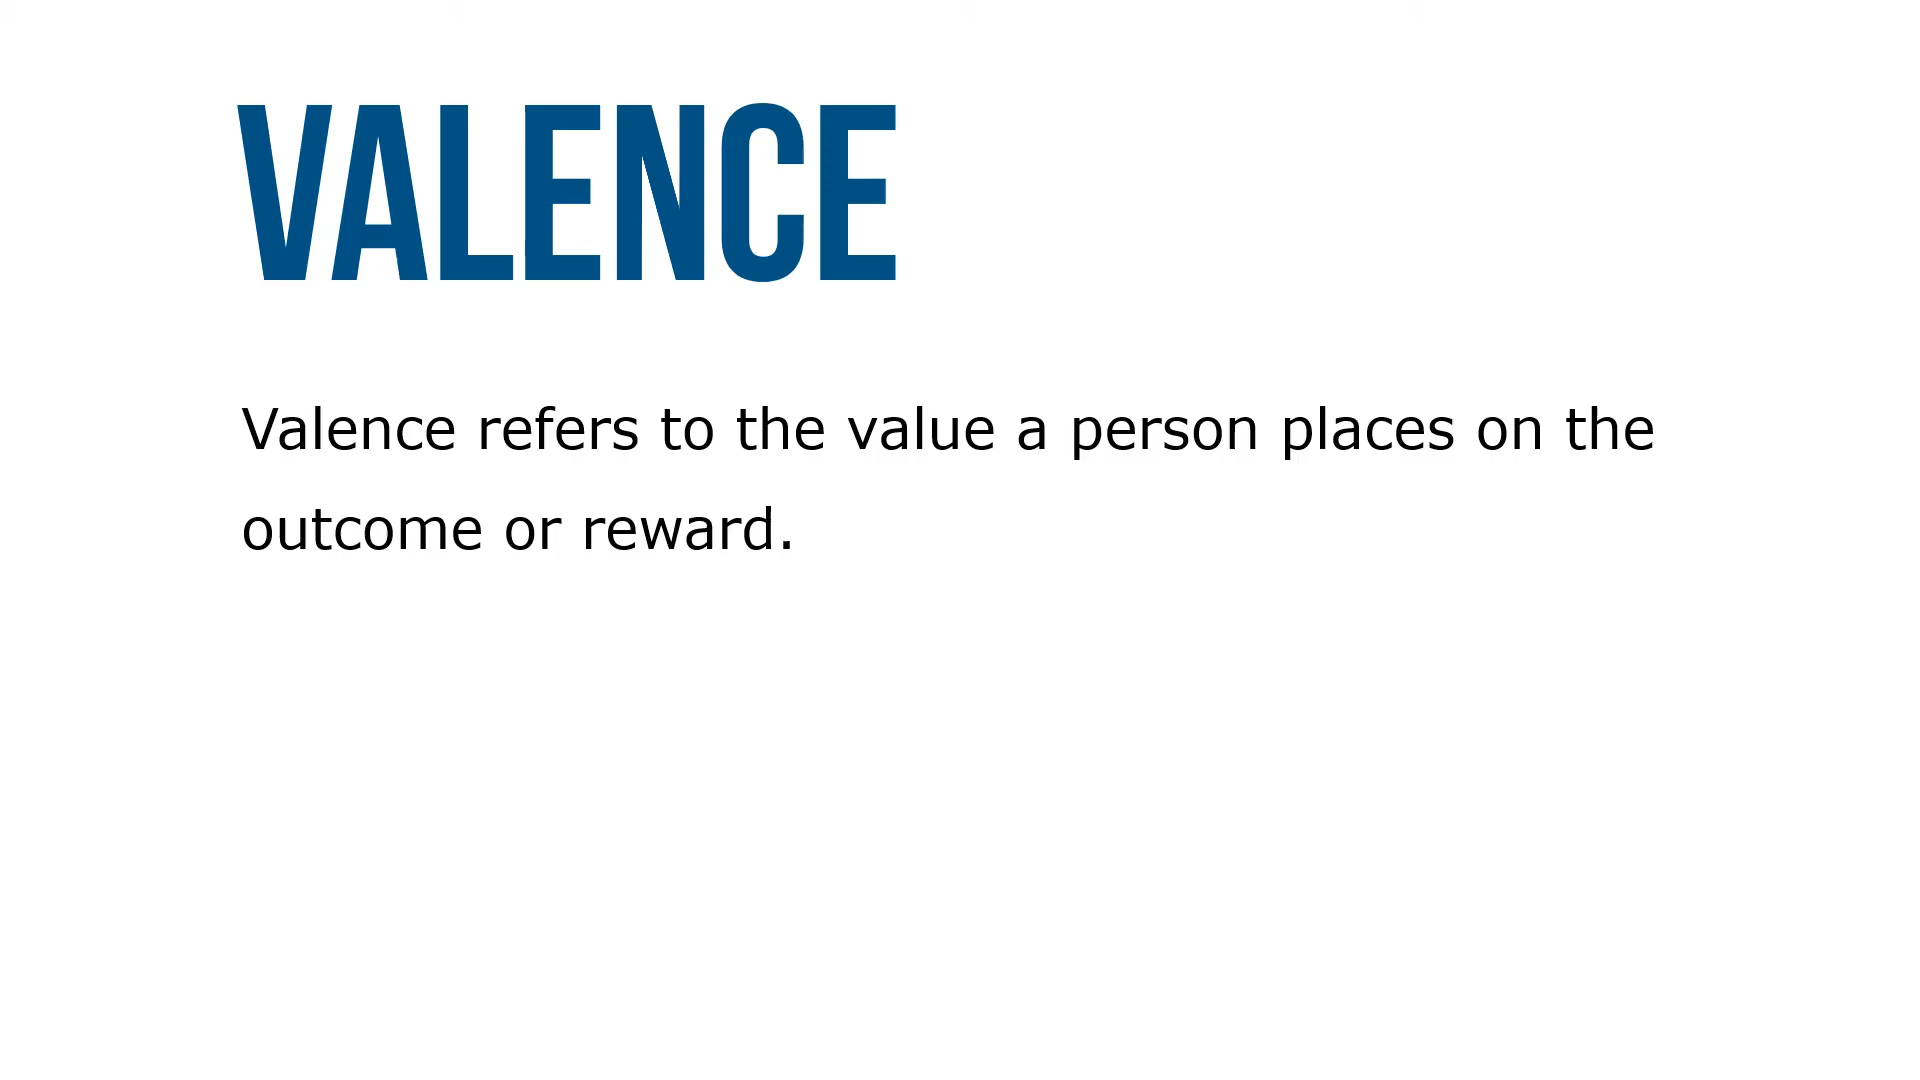 VALENCE
Valence refers to the value a person places on the
outcome or reward.